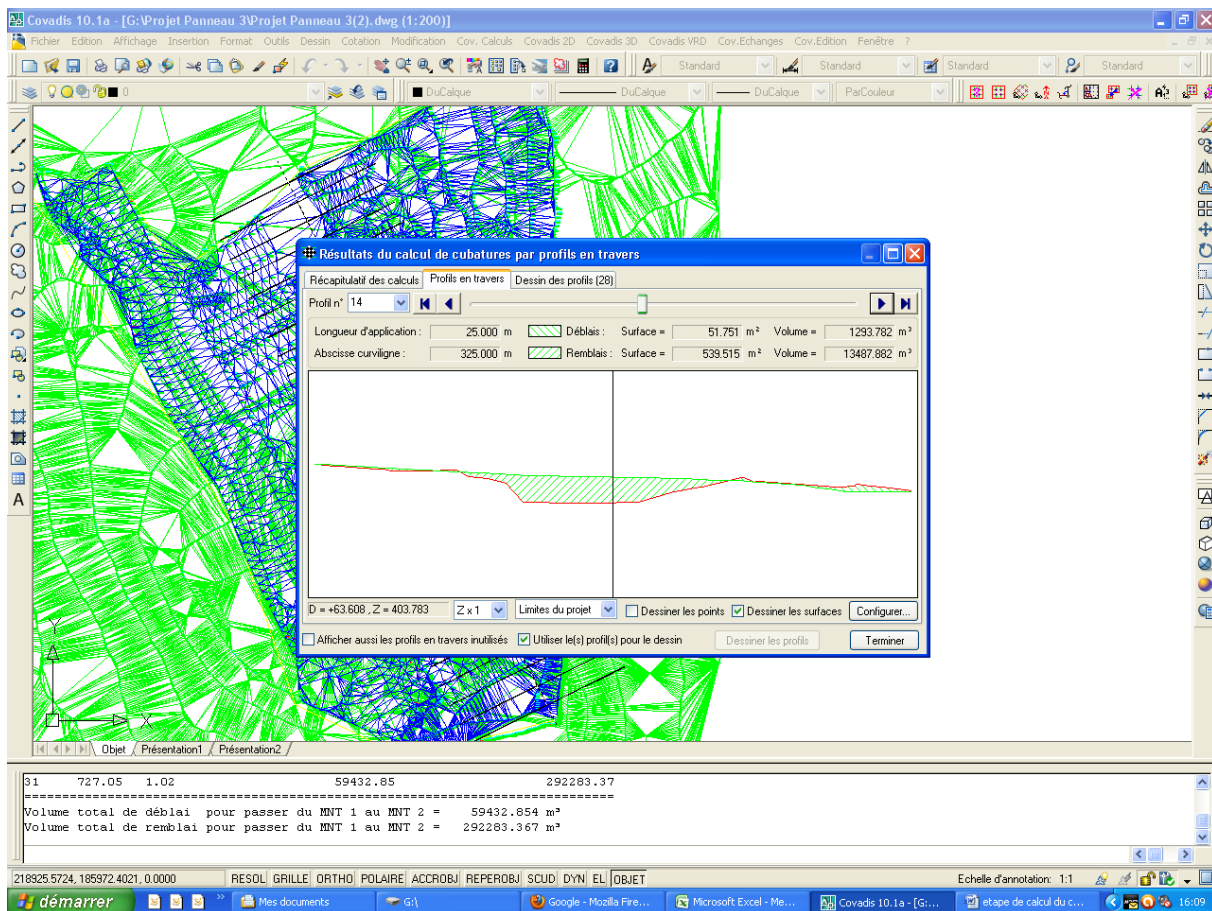 Covadis 10.1a - [G:\Projet Panneau 3\Projet Panneau 3(2).dwg (1:200)]
Fichier Edition Affichage Insertion Format Outils Dessin Cotation Modification Cov. Calculs Covadis 2D Covadis 3D Covadis VRD Cov.Echanges Cov.Edition Fenêtre ?
Standard Standard Standard Standard
0 DuCalque DuCalque DuCalque ParCouleur
Résultats du calcul de cubatures par profils en travers
Récapitulatif des calculs Profils en travers Dessin des profils (28)
Profil n° 14
Longueur d'application : 25.000 m Déblais : Surface = 51.751 m² Volume = 1293.782 m³
Abscisse curviligne : 325.000 m Remblais : Surface = 539.515 m² Volume = 13487.882 m³
D = +63.608 , Z = 403.783 Z x 1 Limites du projet Dessiner les points Dessiner les surfaces Configurer...
Afficher aussi les profils en travers inutilisés Utiliser le(s) profil(s) pour le dessin Dessiner les profils Terminer
Y
X
A
Objet Présentation1 Présentation2
31 727.05 1.02 59432.85 292283.37
==========================================================================
Volume total de déblai pour passer du MNT 1 au MNT 2 = 59432.854 m³
Volume total de remblai pour passer du MNT 1 au MNT 2 = 292283.367 m³
218925.5724, 185972.4021, 0.0000 RESOL GRILLE ORTHO POLAIRE ACCROBJ REPEROBJ SCUD DYN EL OBJET Echelle d'annotation: 1:1
démarrer Mes documents G:\ Google - Mozilla Fire... Microsoft Excel - Me... Covadis 10.1a - [G:... etape de calcul du c... 16:09